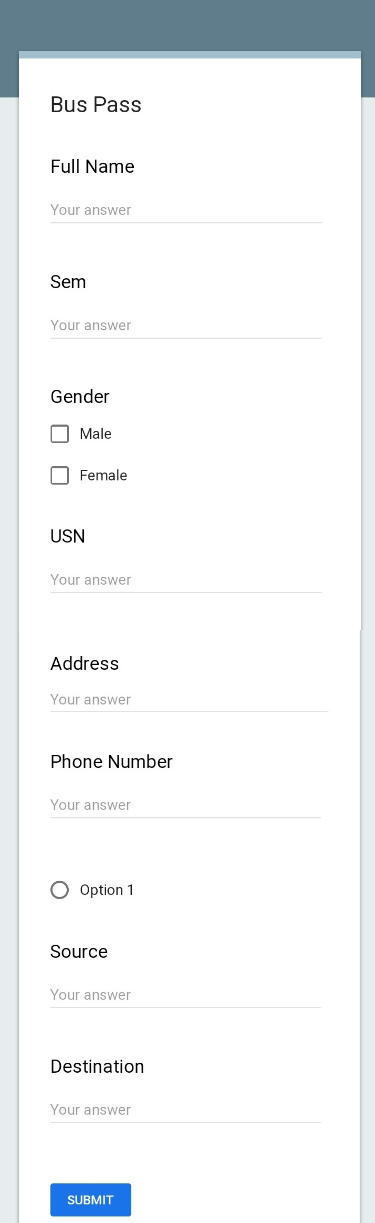 Bus Pass
Full Name
Your answer
Sem
Your answer
Gender
Male
Female
USN
Your answer
Address
Your answer
Phone Number
Your answer
Option 1
Source
Your answer
Destination
Your answer
SUBMIT